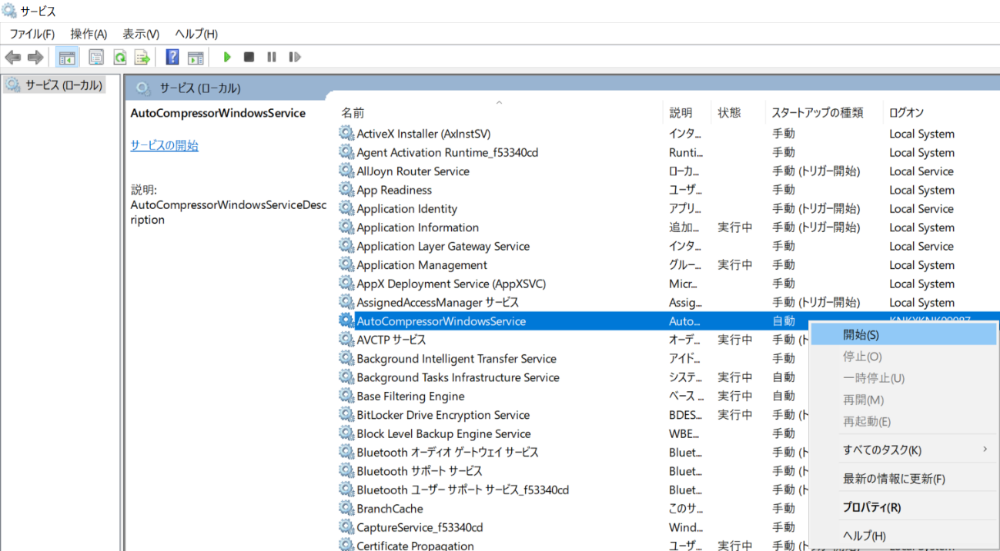 サービス
ファイル(F) 操作(A) 表示(V) ヘルプ(H)
サービス (ローカル)
サービス (ローカル)
AutoCompressorWindowsService
サービスの開始
説明:
AutoCompressorWindowsServiceDesc
ription
名前 説明 状態 スタートアップの種類 ログオン
ActiveX Installer (AxInstSV) インタ... 手動 Local System
Agent Activation Runtime_f53340cd Runti... 手動 Local System
AllJoyn Router Service ローカ... 手動 (トリガー開始) Local Service
App Readiness ユーザ... 手動 Local System
Application Identity アプリ... 手動 (トリガー開始) Local Service
Application Information 追加... 実行中 手動 (トリガー開始) Local System
Application Layer Gateway Service インタ... 手動 Local Service
Application Management グルー... 実行中 手動 Local System
AppX Deployment Service (AppXSVC) Micr... 手動 Local System
AssignedAccessManager サービス Assig... 手動 (トリガー開始) Local System
AutoCompressorWindowsService Auto... 自動
AVCTP サービス オーデ... 実行中 手動 (ト
Background Intelligent Transfer Service アイド... 手動
Background Tasks Infrastructure Service システ... 実行中 自動
Base Filtering Engine ベース ... 実行中 自動
BitLocker Drive Encryption Service BDES... 実行中 手動 (ト
Block Level Backup Engine Service WBE... 手動
Bluetooth オーディオ ゲートウェイ サービス Bluet... 手動 (ト
Bluetooth サポート サービス Bluet... 手動 (ト
Bluetooth ユーザー サポート サービス_f53340cd Bluet... 手動 (ト
BranchCache このサ... 手動
CaptureService_f53340cd Wind... 手動
Certificate Propagation ユーザ... 実行中 手動 (ト
開始(S)
停止(O)
一時停止(U)
再開(M)
再起動(E)
すべてのタスク(K)
最新の情報に更新(F)
プロパティ(R)
ヘルプ(H)